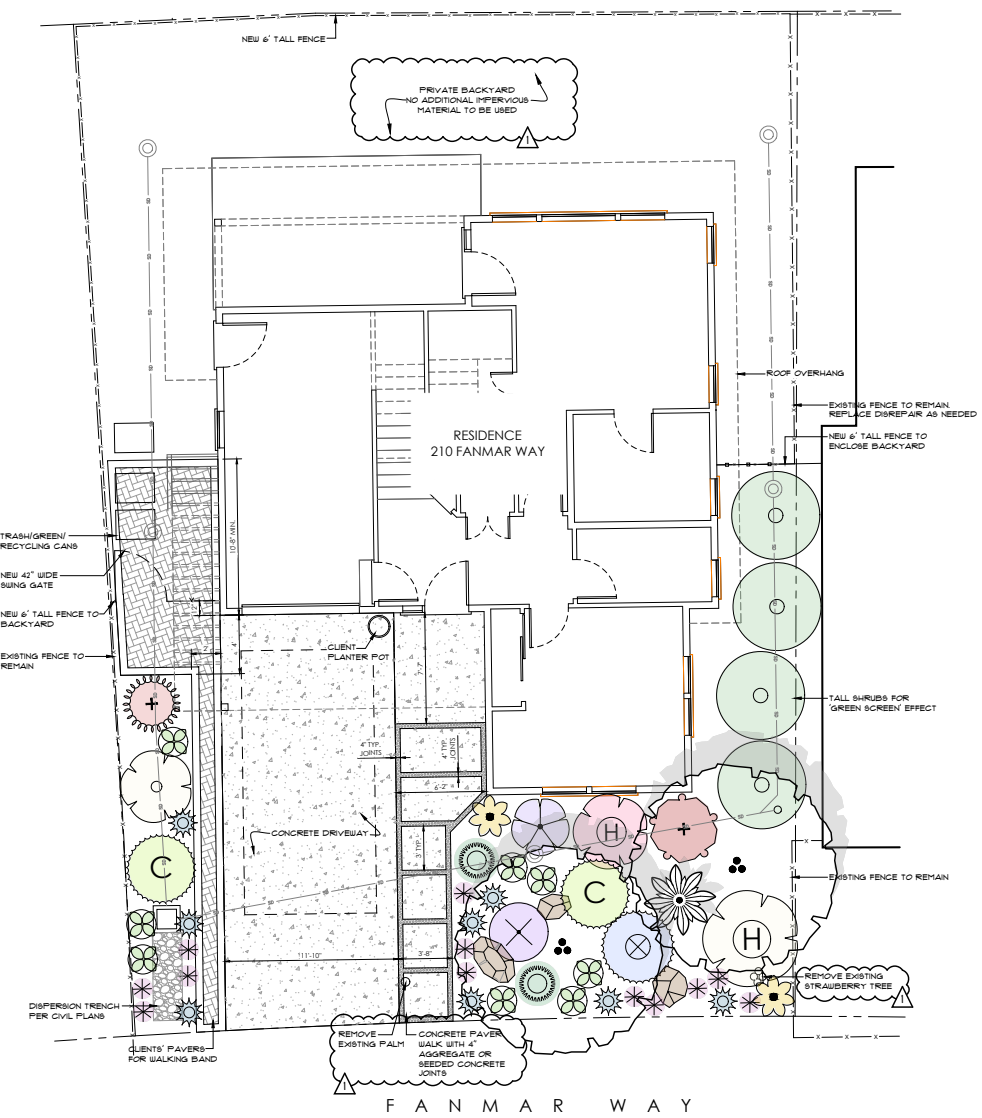 NEW 6' TALL FENCE
PRIVATE BACKYARD
NO ADDITIONAL IMPERVIOUS
MATERIAL TO BE USED
1
ROOF OVERHANG
EXISTING FENCE TO REMAIN.
REPLACE DISREPAIR AS NEEDED
NEW 6' TALL FENCE TO
ENCLOSE BACKYARD
RESIDENCE
210 FANMAR WAY
10'-8" MIN.
TRASH/GREEN/
RECYCLING CANS
NEW 42" WIDE
SWING GATE
NEW 6' TALL FENCE TO
BACKYARD
EXISTING FENCE TO
REMAIN
2'
4'
CLIENT
PLANTER POT
TALL SHRUBS FOR
'GREEN SCREEN' EFFECT
4" TYP.
JOINTS
4" TYP.
JOINTS
6'-2"
CONCRETE DRIVEWAY
3' TYP.
H
C
C
H
EXISTING FENCE TO REMAIN
11'-10"
3'-8"
REMOVE EXISTING
STRAWBERRY TREE
1
DISPERSION TRENCH
PER CIVIL PLANS
CLIENTS' PAVERS
FOR WALKING BAND
REMOVE
EXISTING PALM
CONCRETE PAVER
WALK WITH 4"
AGGREGATE OR
SEEDED CONCRETE
JOINTS
1
FANMAR WAY